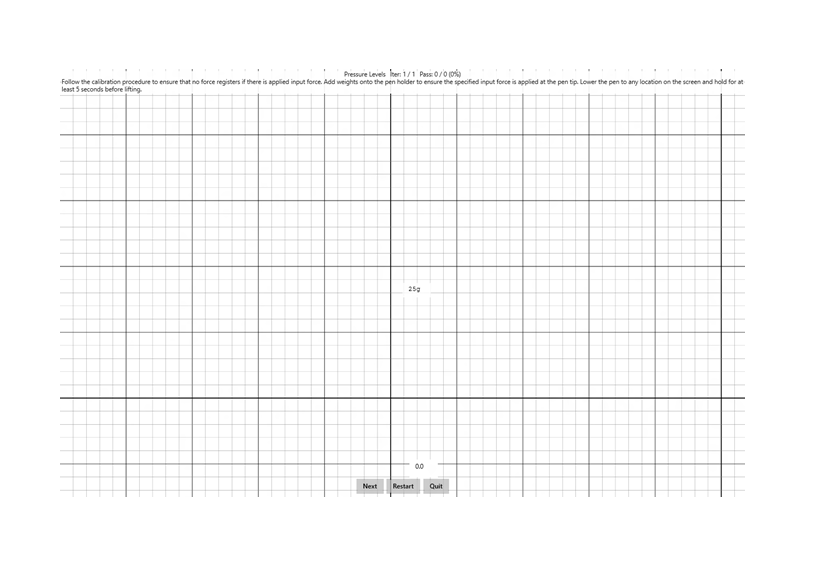 Pressure Levels Iter: 1 / 1 Pass: 0 / 0 (0%)
Follow the calibration procedure to ensure that no force registers if there is applied input force. Add weights onto the pen holder to ensure the specified input force is applied at the pen tip. Lower the pen to any location on the screen and hold for at
least 5 seconds before lifting.
25g
0.0
Next Restart Quit